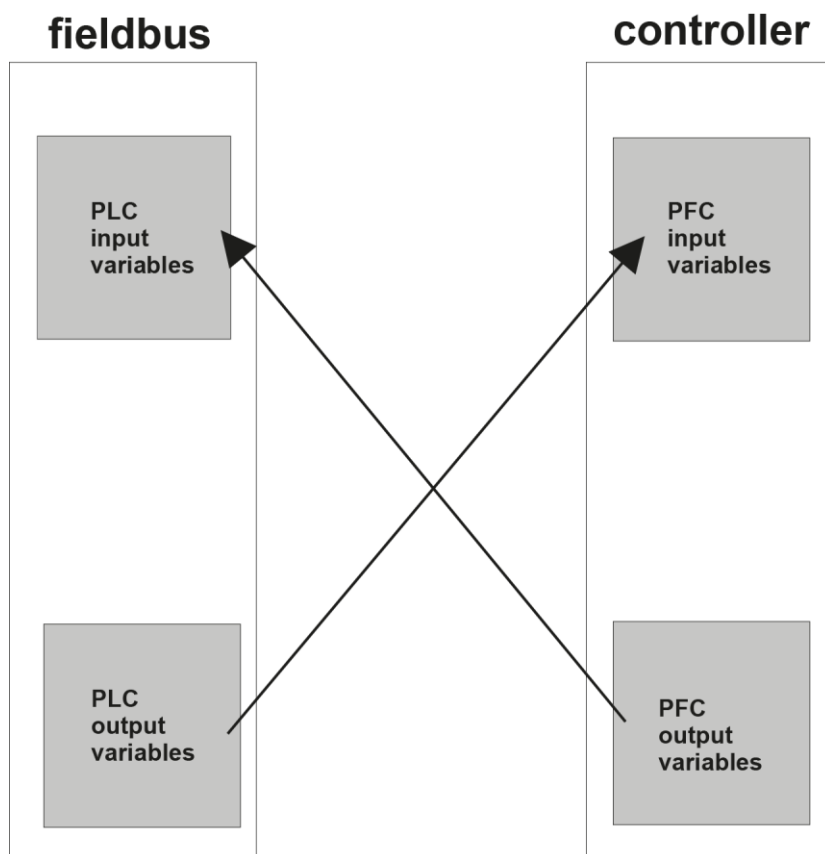 fieldbus
controller
PLC
input
variables
PFC
input
variables
PLC
output
variables
PFC
output
variables